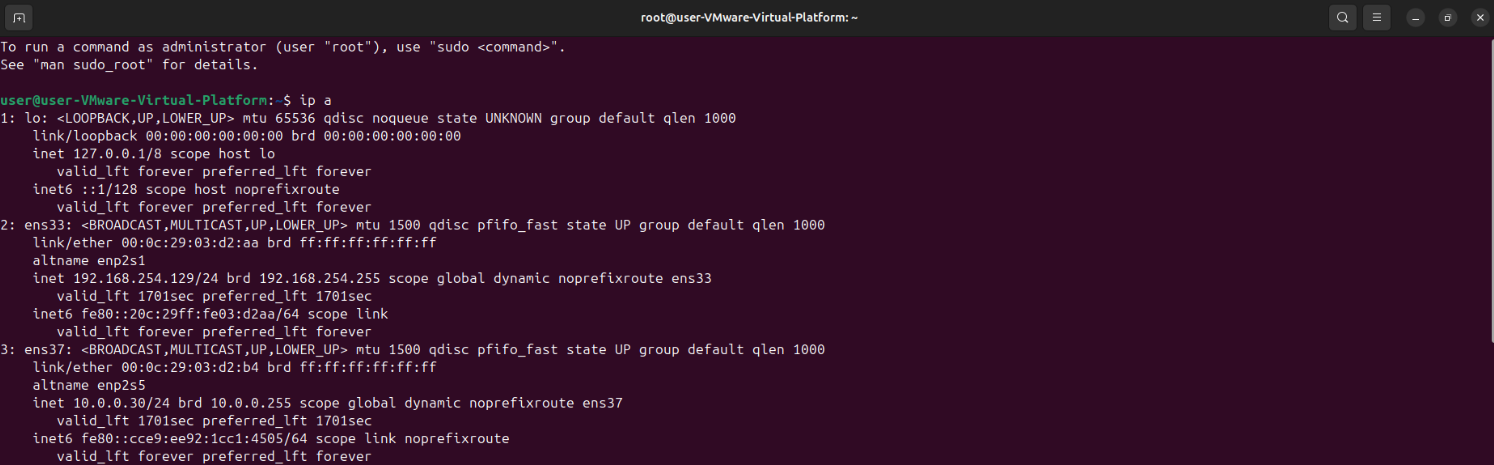 root@user-VMware-Virtual-Platform: ~
To run a command as administrator (user "root"), use "sudo <command>".
See "man sudo_root" for details.
user@user-VMware-Virtual-Platform:~$ ip a
1: lo: <LOOPBACK,UP,LOWER_UP> mtu 65536 qdisc noqueue state UNKNOWN group default qlen 1000
    link/loopback 00:00:00:00:00:00 brd 00:00:00:00:00:00
    inet 127.0.0.1/8 scope host lo
       valid_lft forever preferred_lft forever
    inet6 ::1/128 scope host noprefixroute
       valid_lft forever preferred_lft forever
2: ens33: <BROADCAST,MULTICAST,UP,LOWER_UP> mtu 1500 qdisc pfifo_fast state UP group default qlen 1000
    link/ether 00:0c:29:03:d2:aa brd ff:ff:ff:ff:ff:ff
    altname enp2s1
    inet 192.168.254.129/24 brd 192.168.254.255 scope global dynamic noprefixroute ens33
       valid_lft 1701sec preferred_lft 1701sec
    inet6 fe80::20c:29ff:fe03:d2aa/64 scope link
       valid_lft forever preferred_lft forever
3: ens37: <BROADCAST,MULTICAST,UP,LOWER_UP> mtu 1500 qdisc pfifo_fast state UP group default qlen 1000
    link/ether 00:0c:29:03:d2:b4 brd ff:ff:ff:ff:ff:ff
    altname enp2s5
    inet 10.0.0.30/24 brd 10.0.0.255 scope global dynamic noprefixroute ens37
       valid_lft 1701sec preferred_lft 1701sec
    inet6 fe80::cce9:ee92:1cc1:4505/64 scope link noprefixroute
       valid_lft forever preferred_lft forever